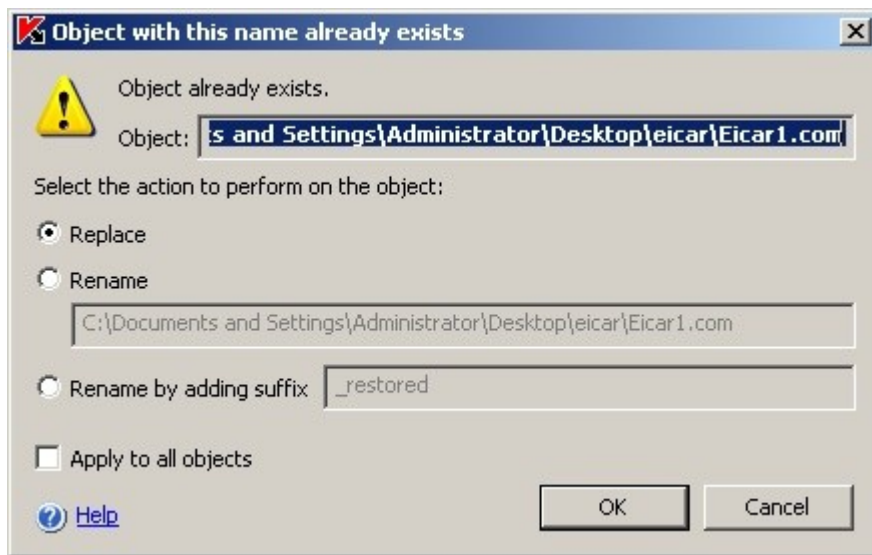 Object with this name already exists
Object already exists.
Object: s and Settings\Administrator\Desktop\eicar\Eicar1.com
Select the action to perform on the object:
Replace
Rename
C:\Documents and Settings\Administrator\Desktop\eicar\Eicar1.com
Rename by adding suffix _restored
Apply to all objects
Help OK Cancel